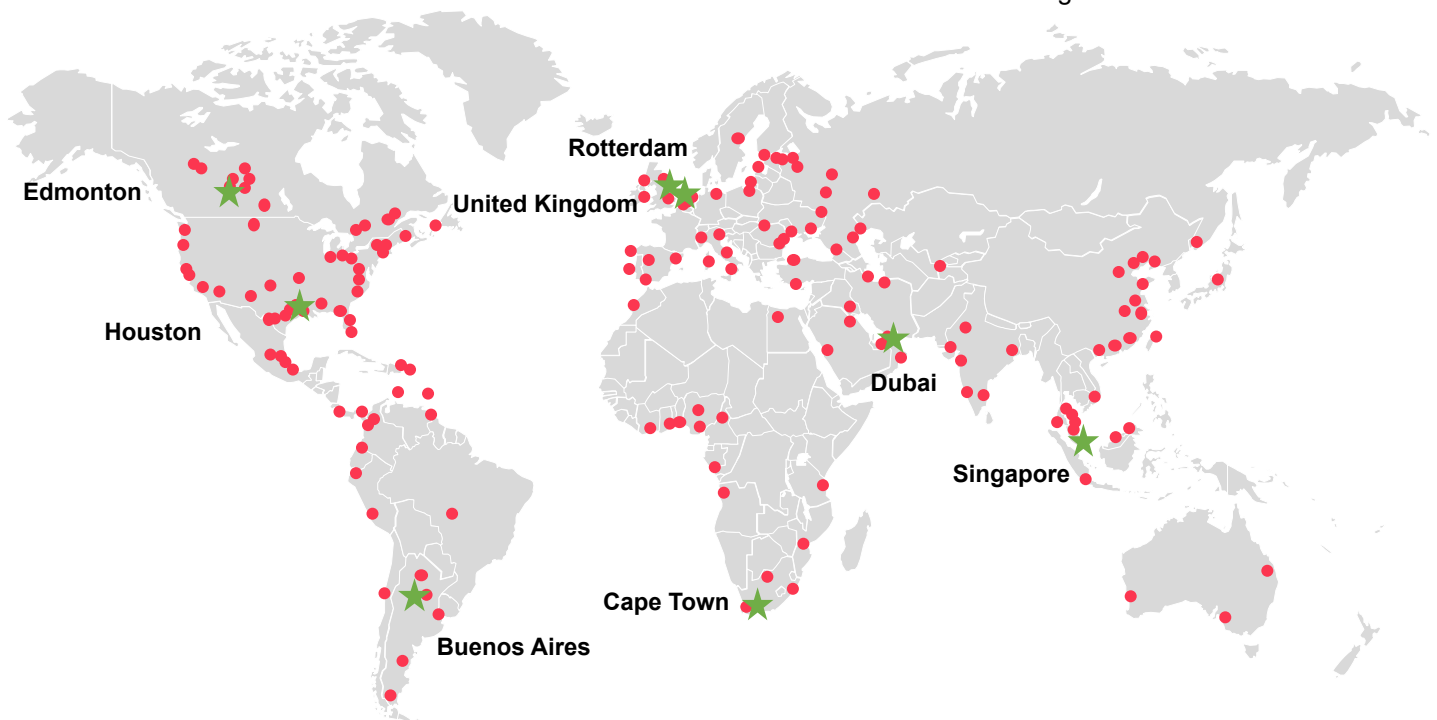 Rotterdam
Edmonton
United Kingdom
Houston
Dubai
Singapore
Cape Town
Buenos Aires